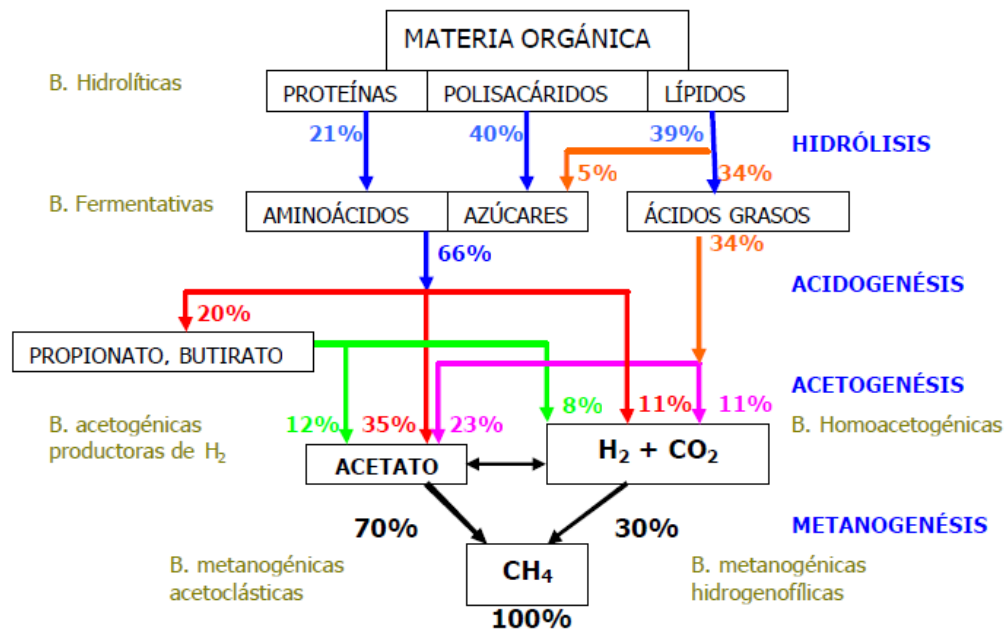 MATERIA ORGÁNICA
B. Hidrolíticas
PROTEÍNAS
POLISACÁRIDOS
LÍPIDOS
21%
40%
39%
HIDRÓLISIS
5%
34%
B. Fermentativas
AMINOÁCIDOS
AZÚCARES
ÁCIDOS GRASOS
66%
34%
ACIDOGENÉSIS
20%
PROPIONATO, BUTIRATO
ACETOGENÉSIS
12%
35%
23%
8%
11%
11%
B. acetogénicas
productoras de H₂
B. Homoacetogénicas
ACETATO
H₂ + CO₂
70%
30%
METANOGENÉSIS
B. metanogénicas
acetoclásticas
CH₄
B. metanogénicas
hidrogenofílicas
100%